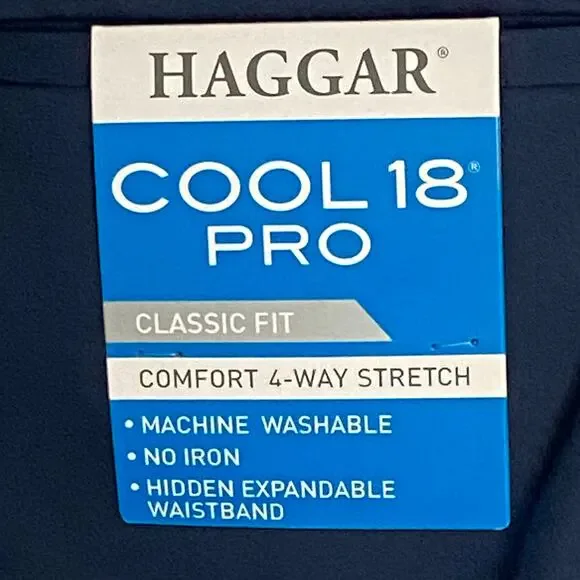 HAGGAR®
COOL 18®
PRO
CLASSIC FIT
COMFORT 4-WAY STRETCH
• MACHINE WASHABLE
• NO IRON
• HIDDEN EXPANDABLE
WAISTBAND